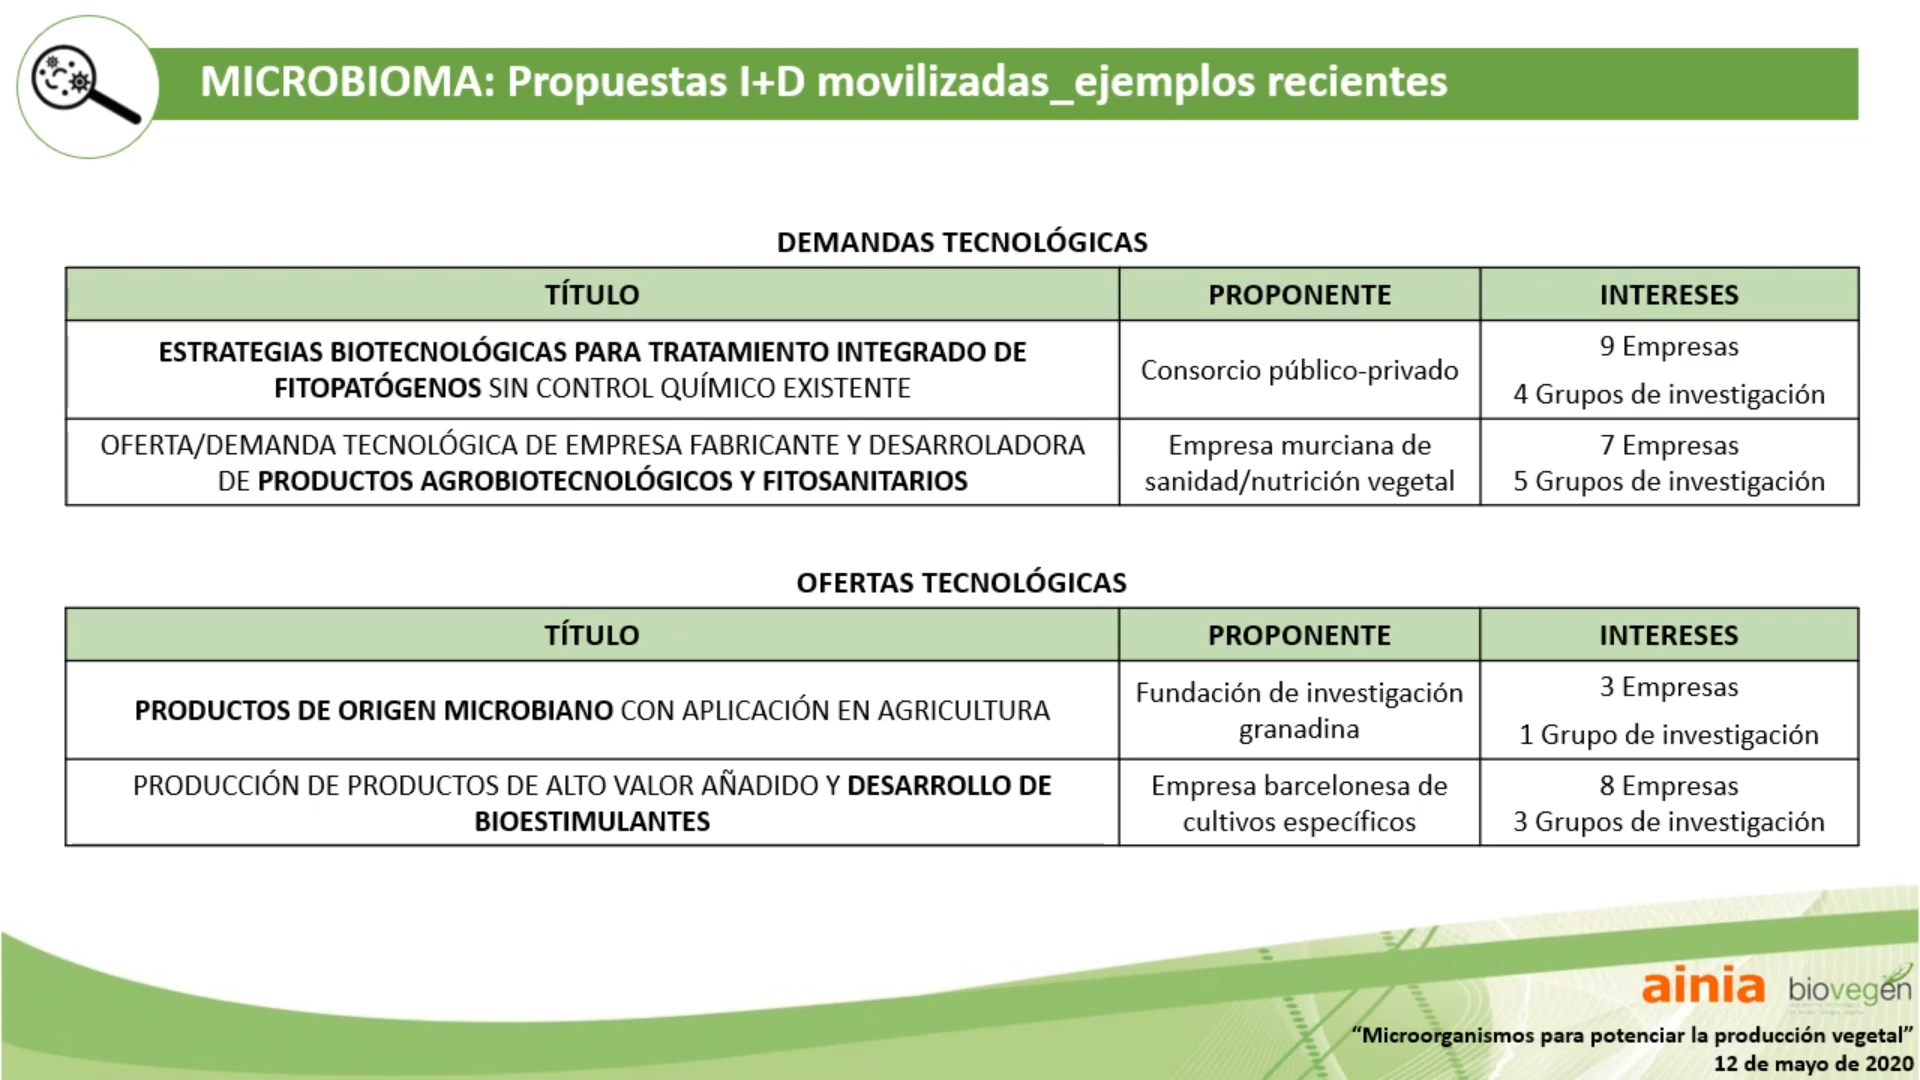 MICROBIOMA: Propuestas I+D movilizadas_ejemplos recientes
DEMANDAS TECNOLÓGICAS
TÍTULO
PROPONENTE
INTERESES
ESTRATEGIAS BIOTECNOLÓGICAS PARA TRATAMIENTO INTEGRADO DE
FITOPATÓGENOS SIN CONTROL QUÍMICO EXISTENTE
Consorcio público-privado
9 Empresas
4 Grupos de investigación
OFERTA/DEMANDA TECNOLÓGICA DE EMPRESA FABRICANTE Y DESARROLADORA
DE PRODUCTOS AGROBIOTECNOLÓGICOS Y FITOSANITARIOS
Empresa murciana de
sanidad/nutrición vegetal
7 Empresas
5 Grupos de investigación
OFERTAS TECNOLÓGICAS
TÍTULO
PROPONENTE
INTERESES
PRODUCTOS DE ORIGEN MICROBIANO CON APLICACIÓN EN AGRICULTURA
Fundación de investigación
granadina
3 Empresas
1 Grupo de investigación
PRODUCCIÓN DE PRODUCTOS DE ALTO VALOR AÑADIDO Y DESARROLLO DE
BIOESTIMULANTES
Empresa barcelonesa de
cultivos específicos
8 Empresas
3 Grupos de investigación
ainia
biovegen
“Microorganismos para potenciar la producción vegetal”
12 de mayo de 2020